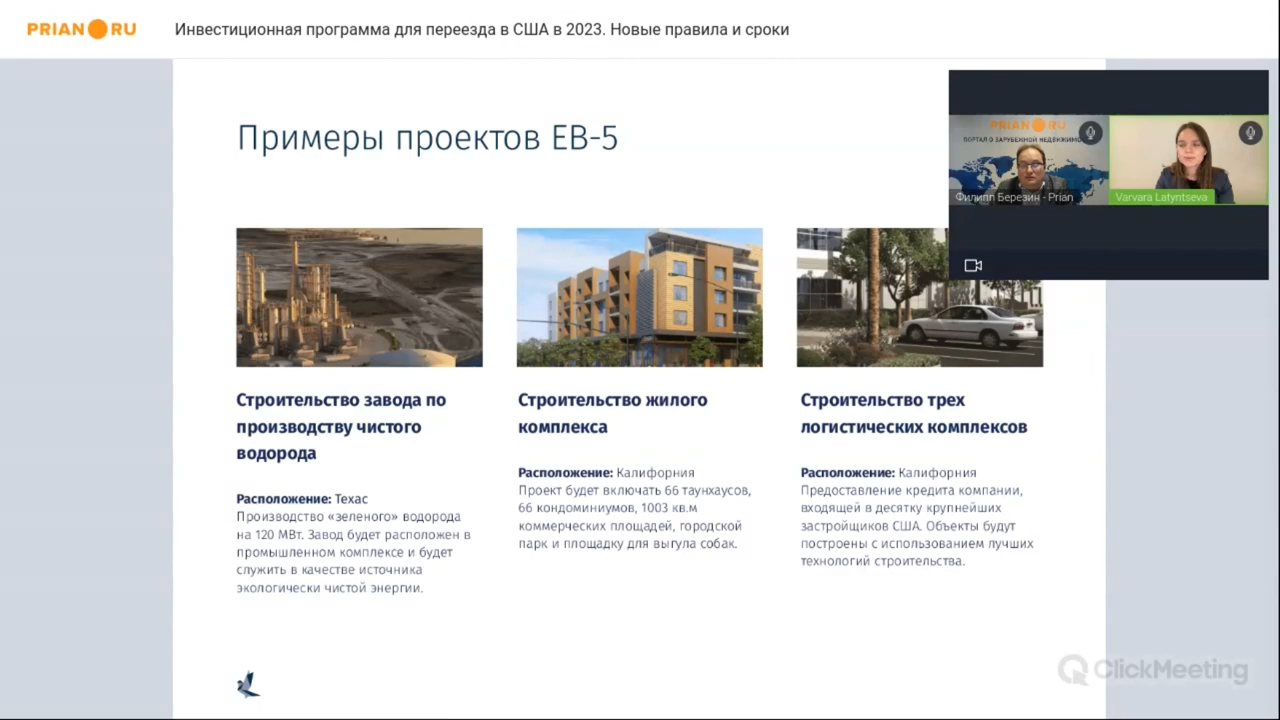 PRIAN RU
Инвестиционная программа для переезда в США в 2023. Новые правила и сроки
Примеры проектов EB-5
PRIAN RU
ПОРТАЛ О ЗАРУБЕЖНОЙ НЕДВИЖИМО
Филипп Березин - Prian
Varvara Latyntseva
Строительство завода по
производству чистого
водорода
Расположение: Техас
Производство «зеленого» водорода
на 120 МВт. Завод будет расположен в
промышленном комплексе и будет
служить в качестве источника
экологически чистой энергии.
Строительство жилого
комплекса
Расположение: Калифорния
Проект будет включать 66 таунхаусов,
66 кондоминиумов, 1003 кв.м
коммерческих площадей, городской
парк и площадку для выгула собак.
Строительство трех
логистических комплексов
Расположение: Калифорния
Предоставление кредита компании,
входящей в десятку крупнейших
застройщиков США. Объекты будут
построены с использованием лучших
технологий строительства.
ClickMeeting